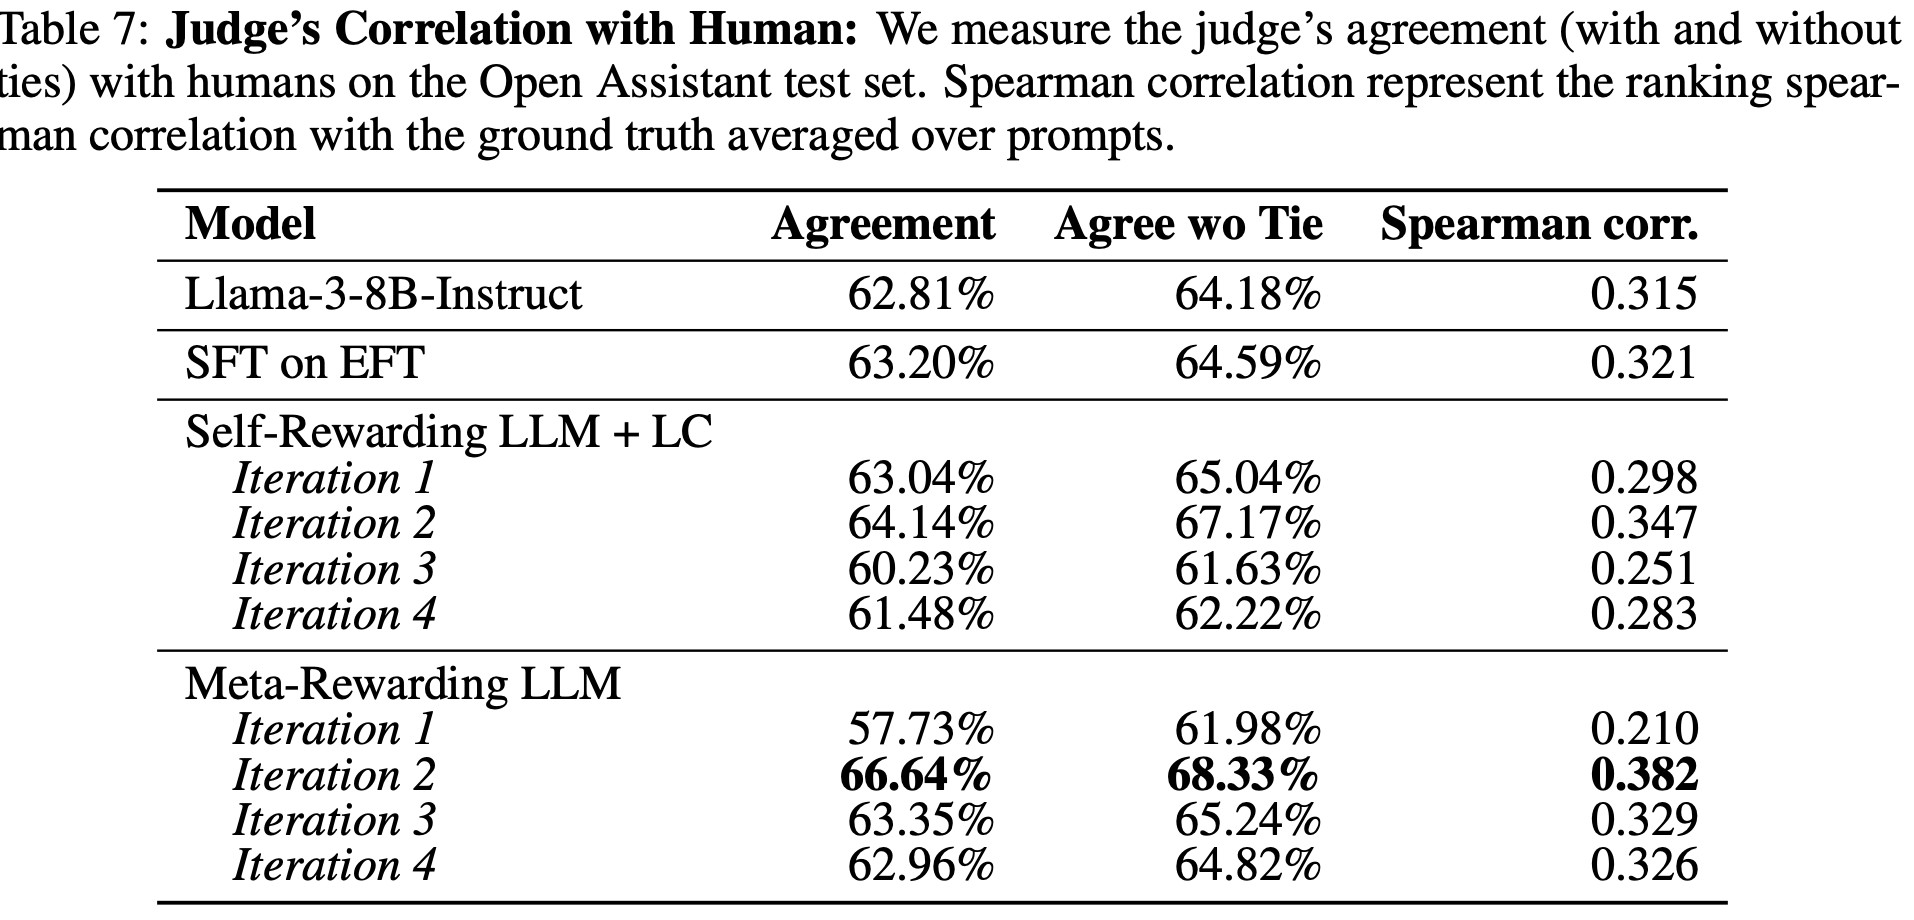 Table 7: Judge's Correlation with Human: We measure the judge's agreement (with and without
ties) with humans on the Open Assistant test set. Spearman correlation represent the ranking spear-
man correlation with the ground truth averaged over prompts.
Model Agreement Agree wo Tie Spearman corr.
Llama-3-8B-Instruct 62.81% 64.18% 0.315
SFT on EFT 63.20% 64.59% 0.321
Self-Rewarding LLM + LC
Iteration 1 63.04% 65.04% 0.298
Iteration 2 64.14% 67.17% 0.347
Iteration 3 60.23% 61.63% 0.251
Iteration 4 61.48% 62.22% 0.283
Meta-Rewarding LLM
Iteration 1 57.73% 61.98% 0.210
Iteration 2 66.64% 68.33% 0.382
Iteration 3 63.35% 65.24% 0.329
Iteration 4 62.96% 64.82% 0.326